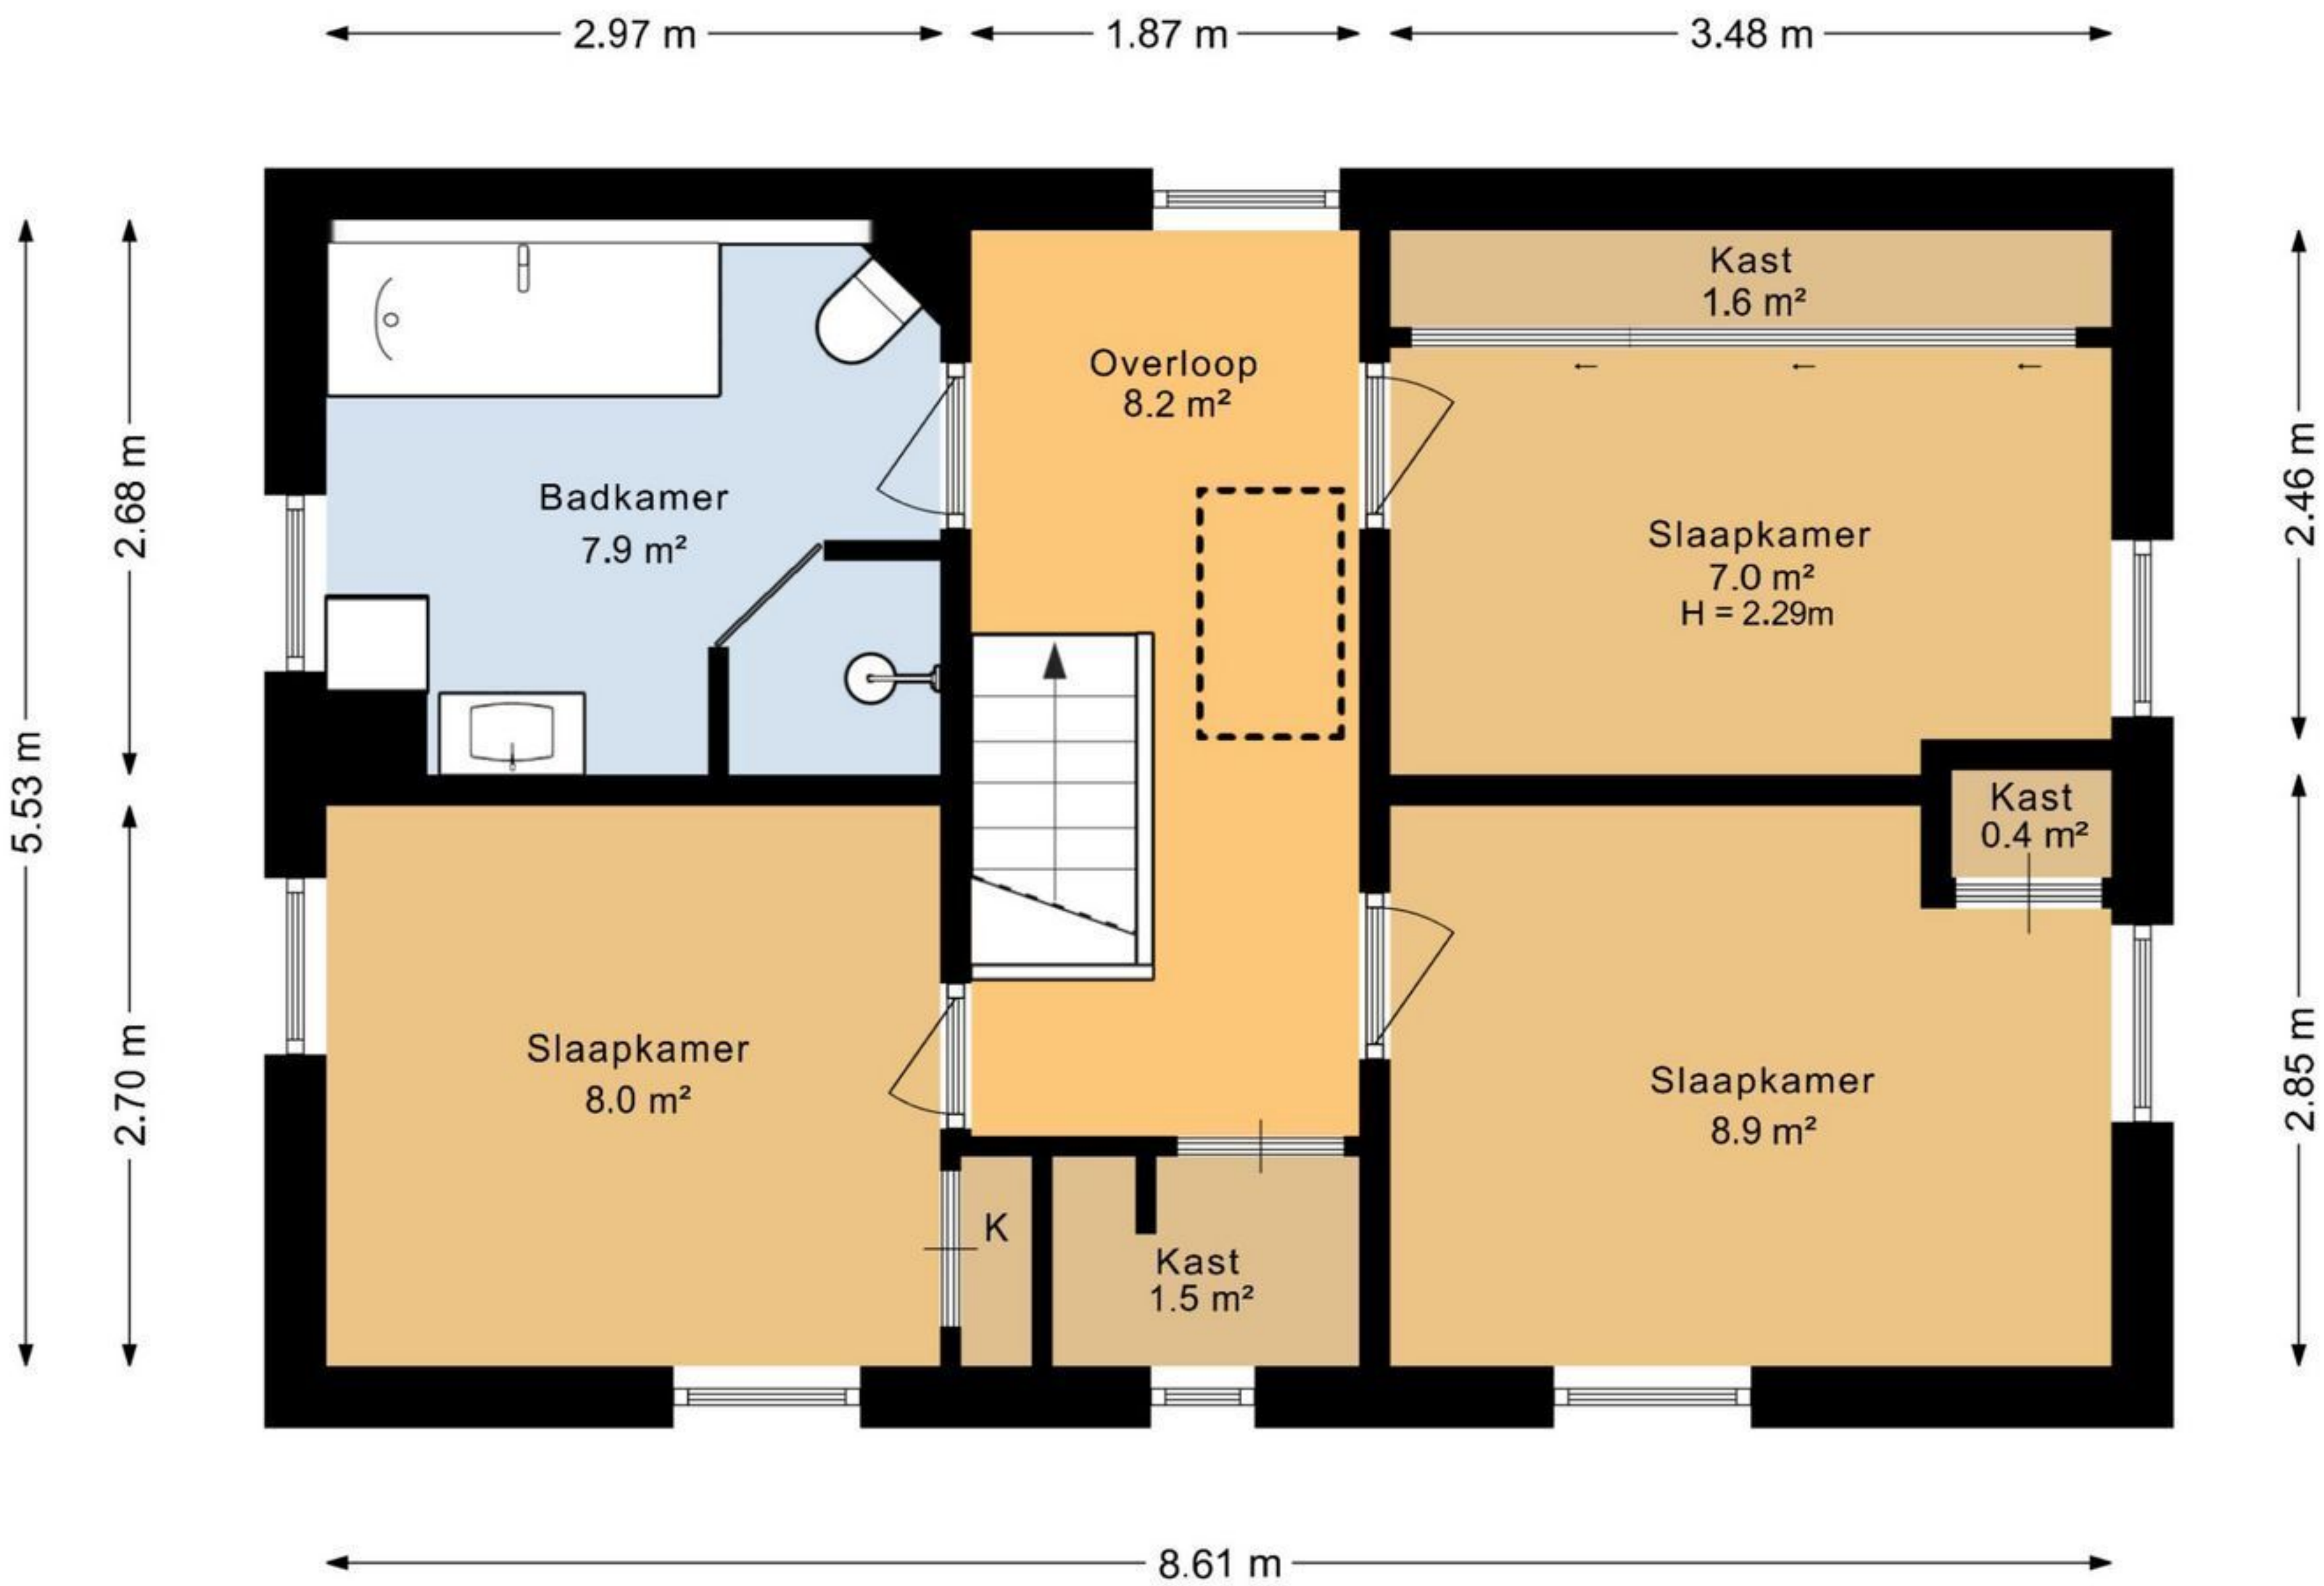 2.97 m
1.87 m
3.48 m
Kast
1.6 m²
Overloop
8.2 m²
Badkamer
7.9 m²
Slaapkamer
7.0 m²
H = 2.29m
2.68 m
2.46 m
5.53 m
Kast
0.4 m²
Slaapkamer
8.0 m²
Slaapkamer
8.9 m²
2.70 m
2.85 m
K
Kast
1.5 m²
8.61 m